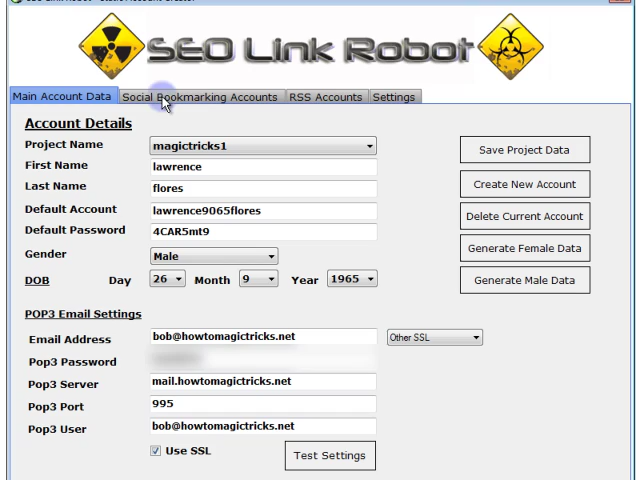 SEO Link Robot
Main Account Data Social Bookmarking Accounts RSS Accounts Settings
Account Details
Project Name magictricks1 Save Project Data
First Name lawrence
Last Name flores Create New Account
Default Account lawrence9065flores Delete Current Account
Default Password 4CAR5mt9
Gender Male Generate Female Data
DOB Day 26 Month 9 Year 1965 Generate Male Data
POP3 Email Settings
Email Address bob@howtomagictricks.net Other SSL
Pop3 Password
Pop3 Server mail.howtomagictricks.net
Pop3 Port 995
Pop3 User bob@howtomagictricks.net
Use SSL Test Settings